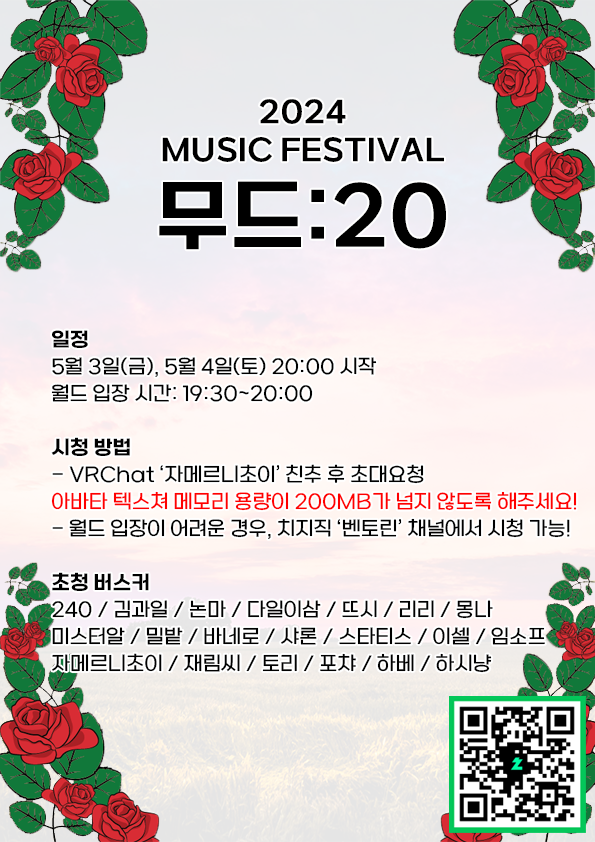 2024
MUSIC FESTIVAL
무드:20
일정
5월 3일(금), 5월 4일(토) 20:00 시작
월드 입장 시간: 19:30~20:00
시청 방법
- VRChat ‘자메르니초이’ 친추 후 초대요청
아바타 텍스쳐 메모리 용량이 200MB가 넘지 않도록 해주세요!
- 월드 입장이 어려운 경우, 치지직 ‘벤토린’ 채널에서 시청 가능!
초청 버스커
240 / 김과일 / 논마 / 다일이삼 / 뜨시 / 리리 / 몽나
미스터알 / 밀밭 / 바네로 / 샤론 / 스타티스 / 이셀 / 임소프
자메르니초이 / 재림씨 / 토리 / 포챠 / 하베 / 하시냥